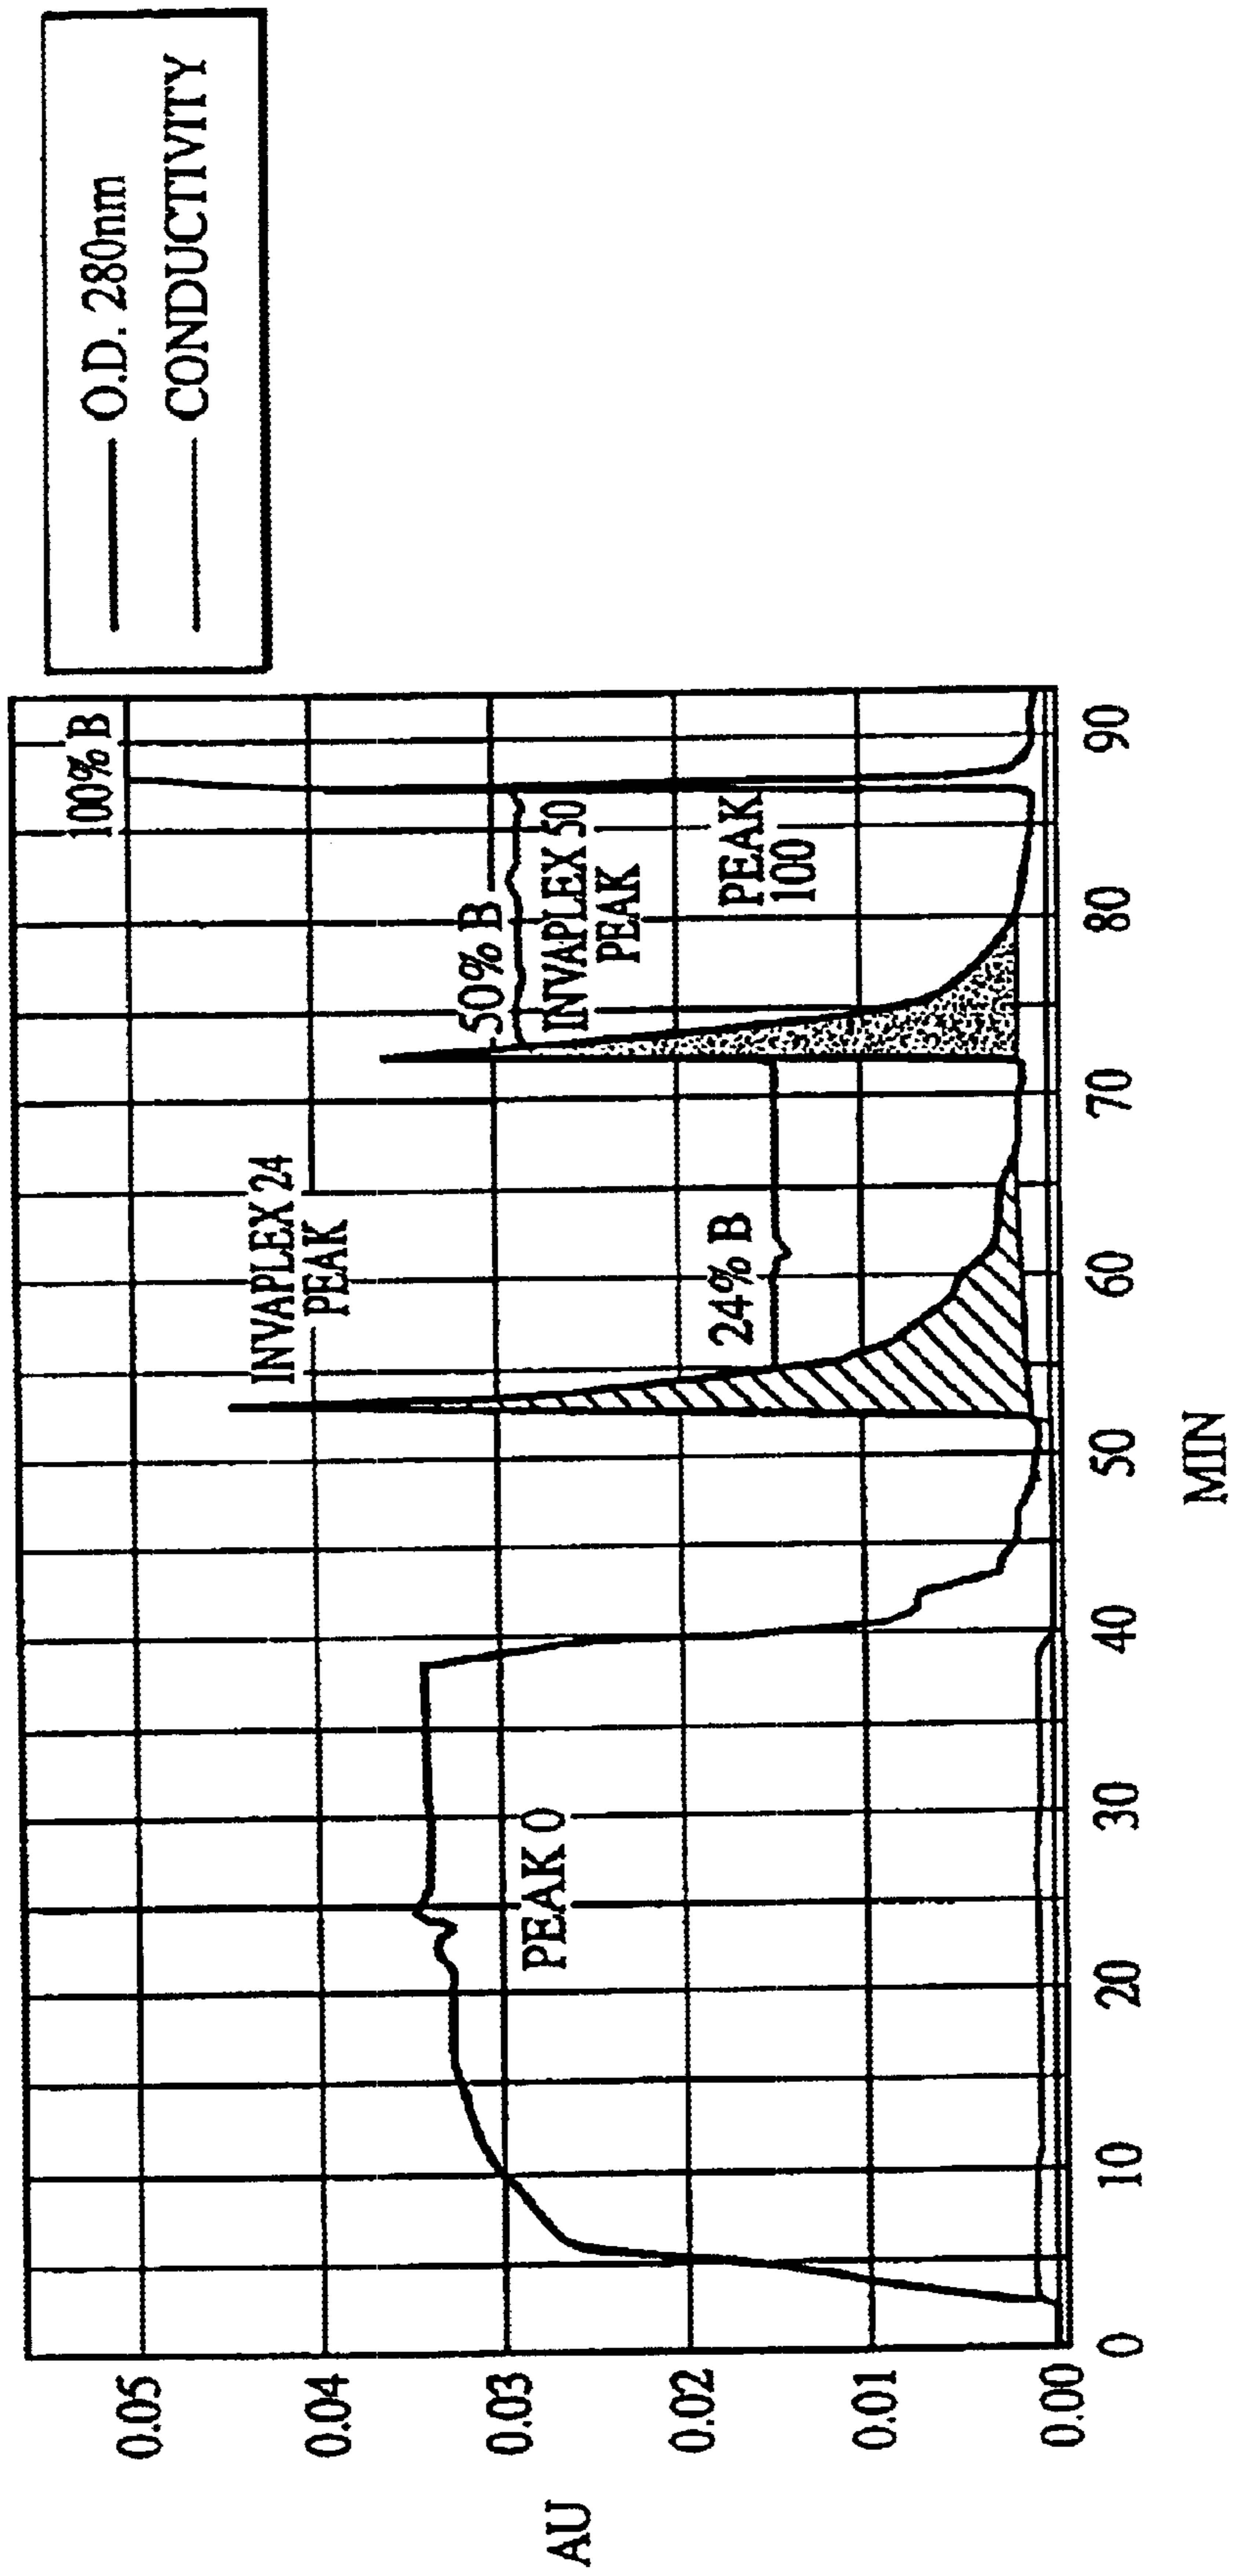 O.D. 280nm
CONDUCTIVITY
AU
0.05
0.04
0.03
0.02
0.01
0.00
PEAK 0
INVAPLEX 24
PEAK
24% B
50% B
INVAPLEX 50
PEAK
PEAK
100
100% B
0 10 20 30 40 50 60 70 80 90
MIN